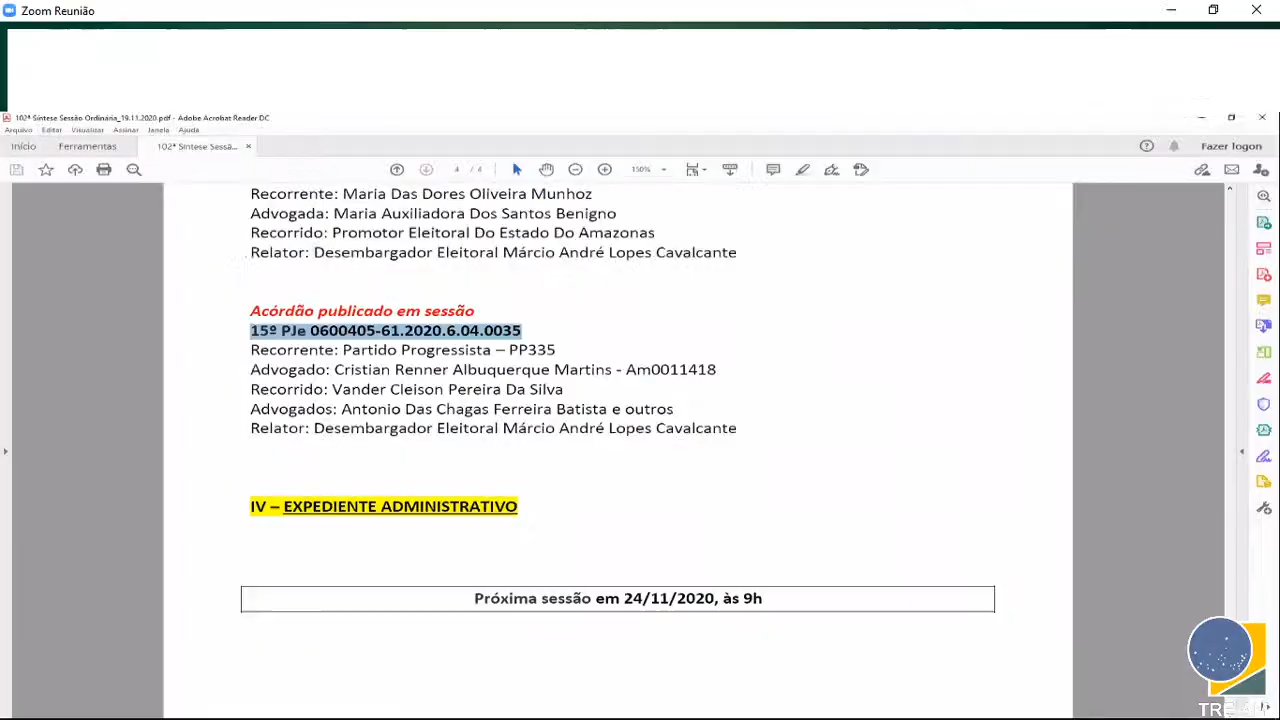 Zoom Reunião
102ª Síntese Sessão Ordinária_19.11.2020.pdf - Adobe Acrobat Reader DC
Arquivo Editar Visualizar Assinar Janela Ajuda
Início Ferramentas 102ª Síntese Sessã... Fazer logon
4 / 4 150%
Recorrente: Maria Das Dores Oliveira Munhoz
Advogada: Maria Auxiliadora Dos Santos Benigno
Recorrido: Promotor Eleitoral Do Estado Do Amazonas
Relator: Desembargador Eleitoral Márcio André Lopes Cavalcante
Acórdão publicado em sessão
15º PJe 0600405-61.2020.6.04.0035
Recorrente: Partido Progressista – PP335
Advogado: Cristian Renner Albuquerque Martins - Am0011418
Recorrido: Vander Cleison Pereira Da Silva
Advogados: Antonio Das Chagas Ferreira Batista e outros
Relator: Desembargador Eleitoral Márcio André Lopes Cavalcante
IV – EXPEDIENTE ADMINISTRATIVO
Próxima sessão em 24/11/2020, às 9h